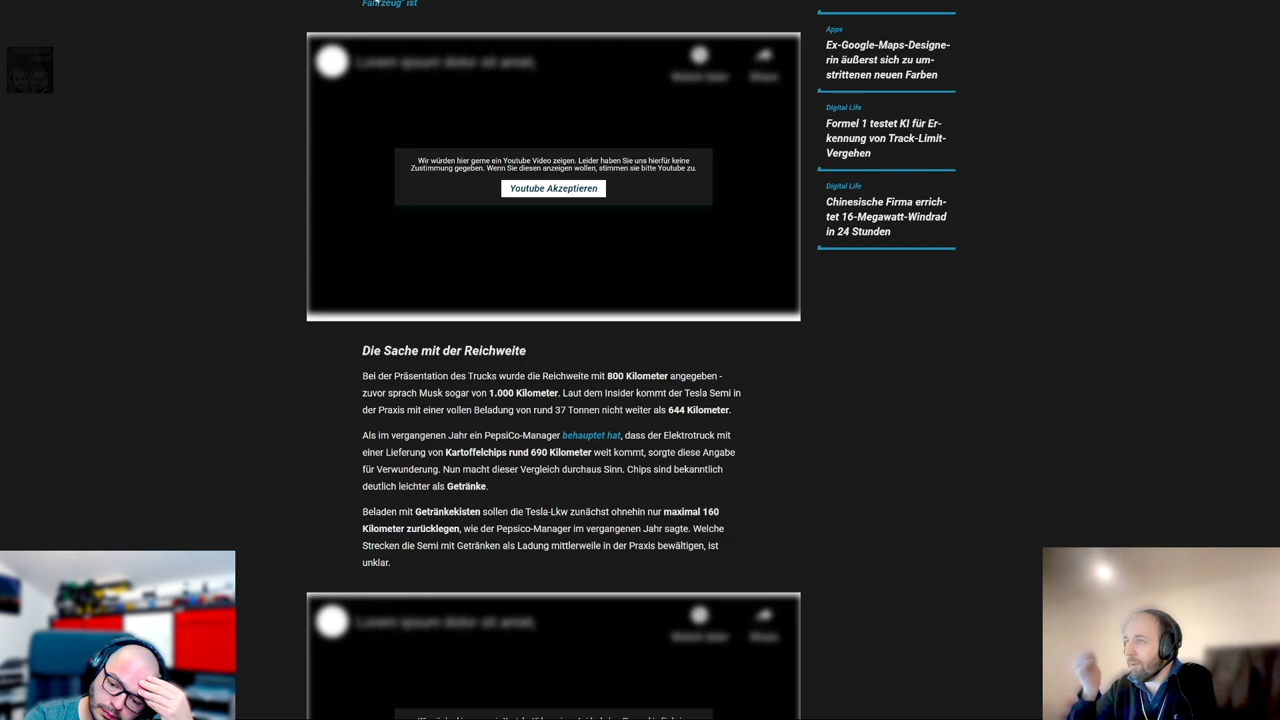 Fahrzeug" ist
Lorem ipsum dolor sit amet,
Watch later
Share
Wir würden hier gerne ein Youtube Video zeigen. Leider haben Sie uns hierfür keine
Zustimmung gegeben. Wenn Sie diesen anzeigen wollen, stimmen sie bitte Youtube zu.
Youtube Akzeptieren
Die Sache mit der Reichweite
Bei der Präsentation des Trucks wurde die Reichweite mit 800 Kilometer angegeben -
zuvor sprach Musk sogar von 1.000 Kilometer. Laut dem Insider kommt der Tesla Semi in
der Praxis mit einer vollen Beladung von rund 37 Tonnen nicht weiter als 644 Kilometer.
Als im vergangenen Jahr ein PepsiCo-Manager behauptet hat, dass der Elektrotruck mit
einer Lieferung von Kartoffelchips rund 690 Kilometer weit kommt, sorgte diese Angabe
für Verwunderung. Nun macht dieser Vergleich durchaus Sinn. Chips sind bekanntlich
deutlich leichter als Getränke.
Beladen mit Getränkekisten sollen die Tesla-Lkw zunächst ohnehin nur maximal 160
Kilometer zurücklegen, wie der Pepsico-Manager im vergangenen Jahr sagte. Welche
Strecken die Semi mit Getränken als Ladung mittlerweile in der Praxis bewältigen, ist
unklar.
Lorem ipsum dolor sit amet,
Watch later
Share
Apps
Ex-Google-Maps-Designe-
rin äußerst sich zu um-
strittenen neuen Farben
Digital Life
Formel 1 testet KI für Er-
kennung von Track-Limit-
Vergehen
Digital Life
Chinesische Firma errich-
tet 16-Megawatt-Windrad
in 24 Stunden